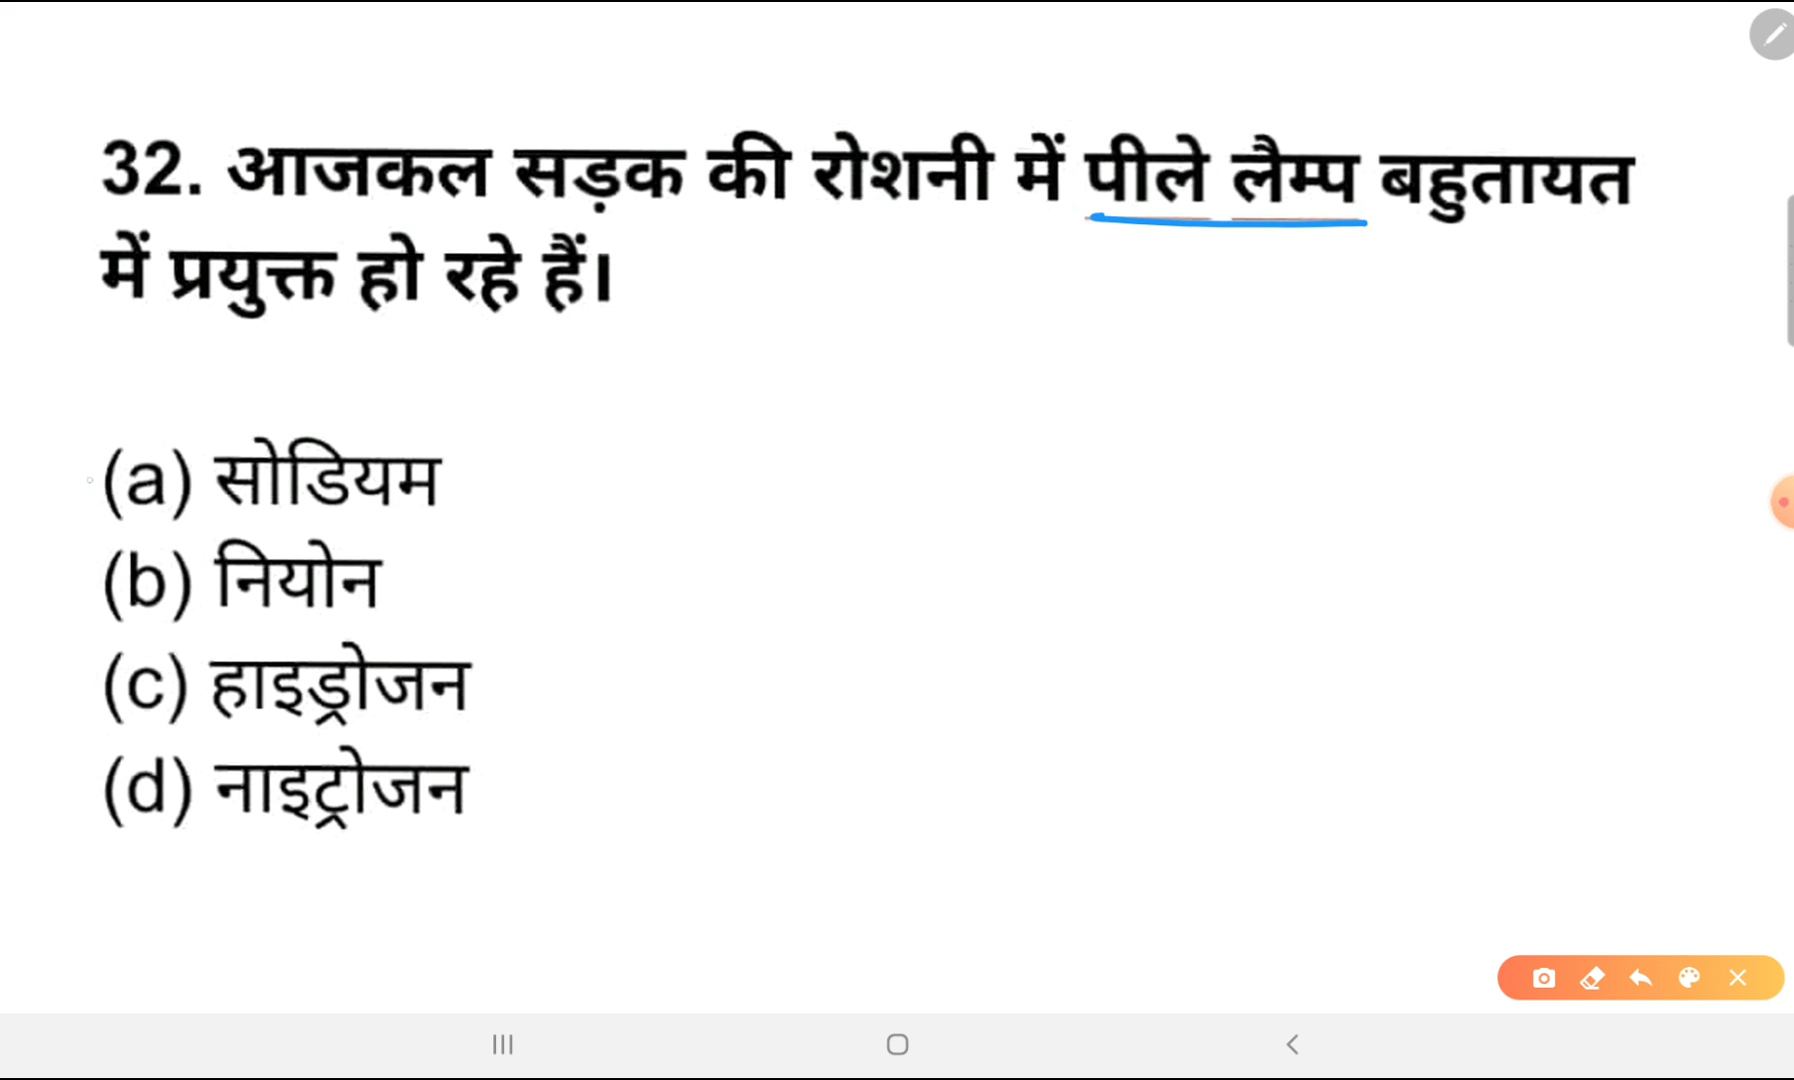 32. आजकल सड़क की रोशनी में पीले लैम्प बहुतायत
में प्रयुक्त हो रहे हैं।
(a) सोडियम
(b) नियोन
(c) हाइड्रोजन
(d) नाइट्रोजन